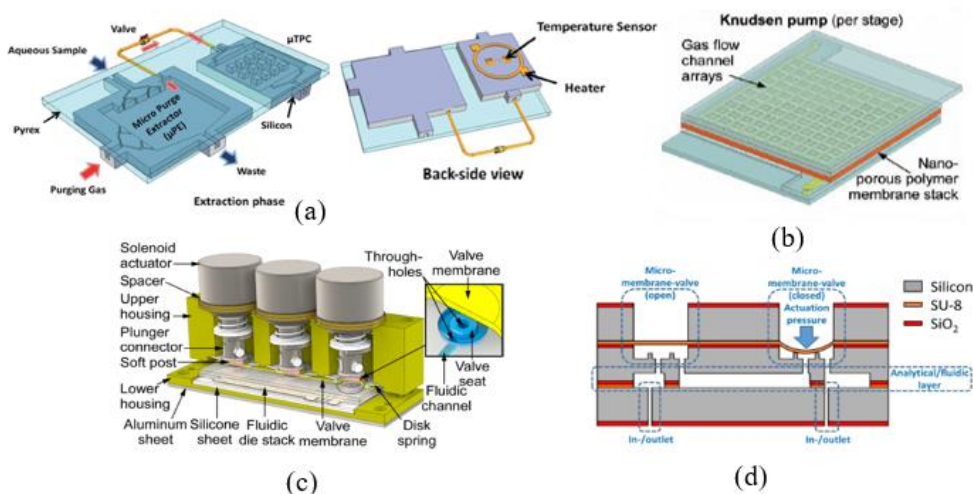 Valve
μTPC
Aqueous Sample
Micro Purge
Extractor
(μPE)
Pyrex
Silicon
Waste
Purging Gas
Extraction phase
Temperature Sensor
Heater
Back-side view
(a)
Knudsen pump (per stage)
Gas flow
channel
arrays
Nano-
porous polymer
membrane stack
(b)
Solenoid
actuator
Spacer
Upper
housing
Plunger
connector
Soft post
Lower
housing
Aluminum
sheet
Silicone
sheet
Fluidic
die stack
Valve
membrane
Disk
spring
Through-
holes
Valve
membrane
Valve
seat
Fluidic
channel
(c)
Micro-
membrane-valve
(open)
Micro-
membrane-valve
(closed)
Actuation
pressure
Silicon
SU-8
SiO₂
Analytical/fluidic
layer
In-/outlet
In-/outlet
(d)